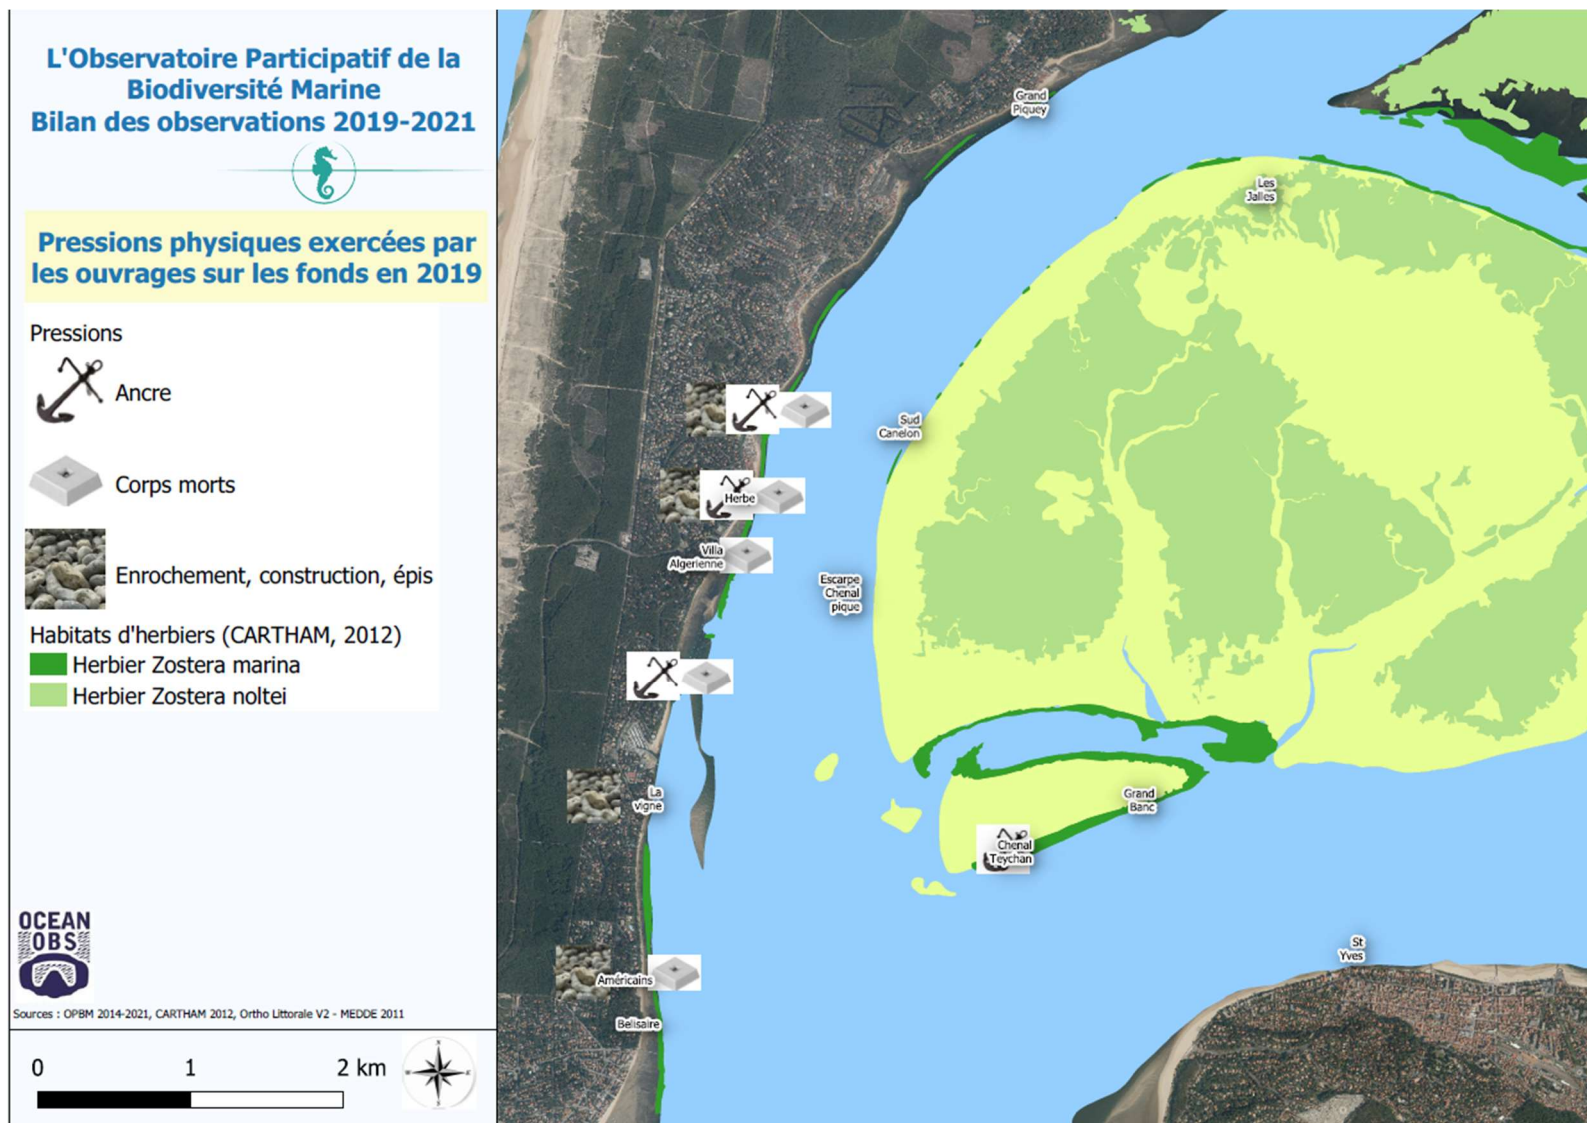 L'Observatoire Participatif de la
Biodiversité Marine
Bilan des observations 2019-2021
Pressions physiques exercées par
les ouvrages sur les fonds en 2019
Pressions
Ancre
Corps morts
Enrochement, construction, épis
Habitats d'herbiers (CARTHAM, 2012)
Herbier Zostera marina
Herbier Zostera noltei
OCEAN
OBS
Sources : OPBM 2014-2021, CARTHAM 2012, Ortho Littorale V2 - MEDDE 2011
0 1 2 km
Grand
Piquey
Les
Jalles
Sud
Canelon
Herbe
Villa
Algerienne
Escarpe
Chenal
pique
La
vigne
Grand
Banc
Chenal
Teychan
St
Yves
Américains
Belisaire